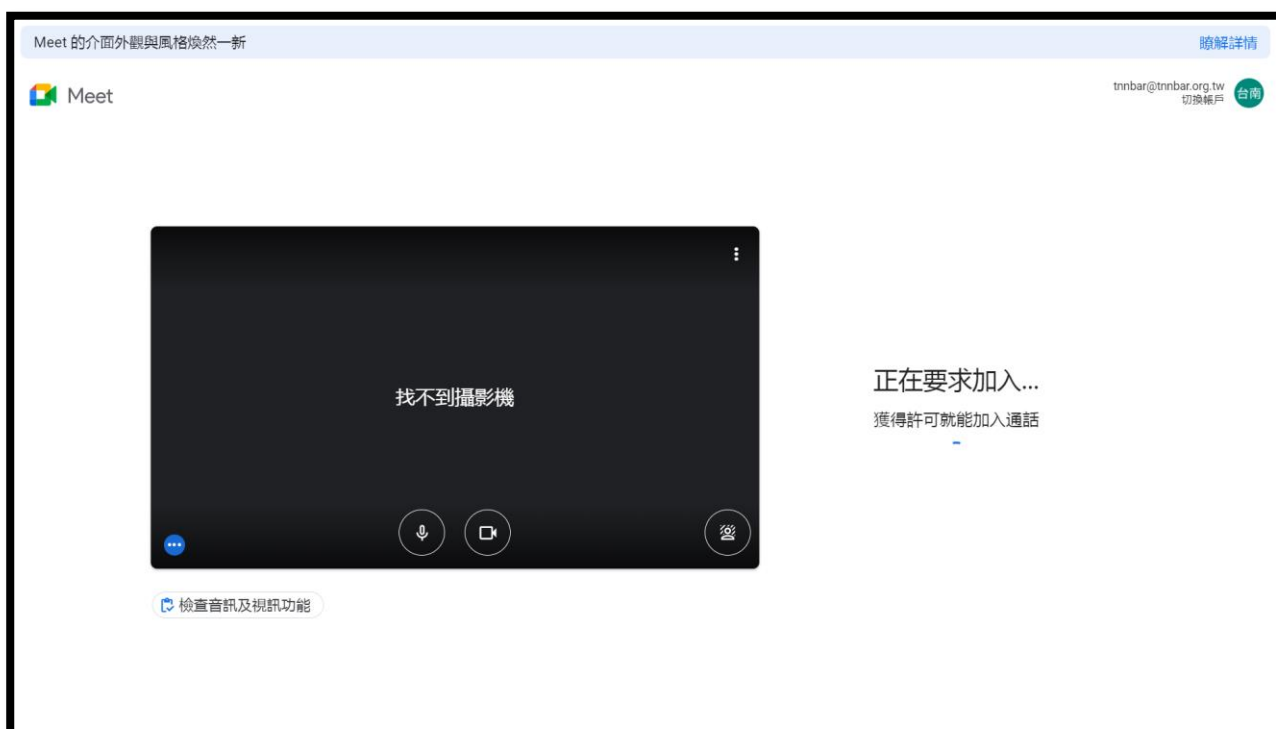 Meet 的介面外觀與風格煥然一新
瞭解詳情
Meet
tnnbar@tnnbar.org.tw
切換帳戶
台南
找不到攝影機
正在要求加入...
獲得許可就能加入通話
檢查音訊及視訊功能